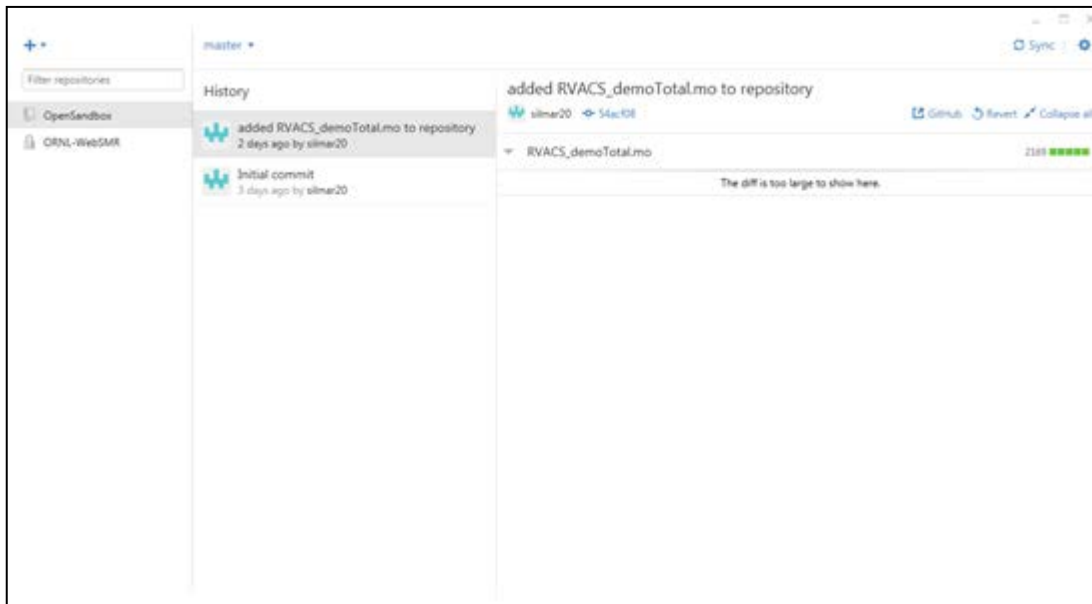 master
Sync
Filter repositories
OpenSandbox
ORNL-WebSMR
History
added RVACS_demoTotal.mo to repository
2 days ago by silmar20
Initial commit
3 days ago by silmar20
added RVACS_demoTotal.mo to repository
silmar20 54acf08
GitHub Revert Collapse all
RVACS_demoTotal.mo
2169
The diff is too large to show here.